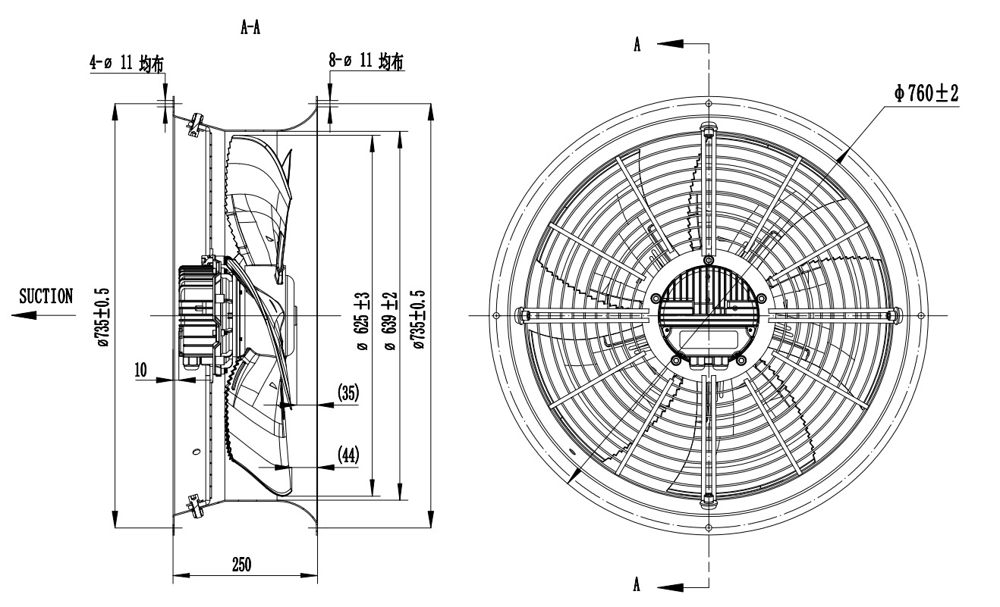 A-A
4-ø 11 均布
8-ø 11 均布
A
ϕ760±2
SUCTION
ø735±0.5
ø 625 ±3
ø 639 ±2
ø735±0.5
10
(35)
(44)
250
A